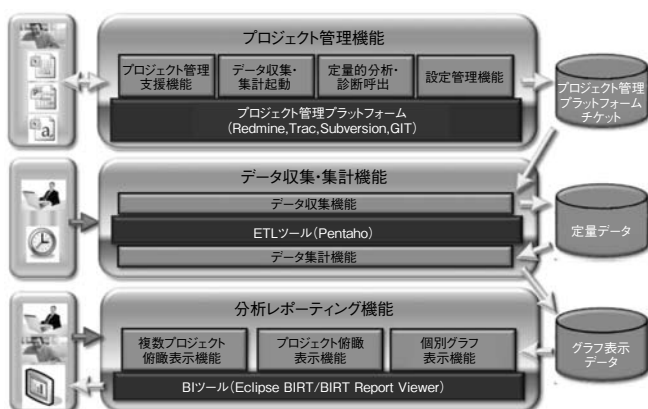 プロジェクト管理機能
プロジェクト管理
支援機能
データ収集・
集計起動
定量的分析・
診断呼出
設定管理機能
プロジェクト管理プラットフォーム
(Redmine,Trac,Subversion,GIT)
プロジェクト管理
プラットフォーム
チケット
データ収集・集計機能
データ収集機能
ETLツール(Pentaho)
データ集計機能
定量データ
分析レポーティング機能
複数プロジェクト
俯瞰表示機能
プロジェクト俯瞰
表示機能
個別グラフ
表示機能
BIツール(Eclipse BIRT/BIRT Report Viewer)
グラフ表示
データ
a